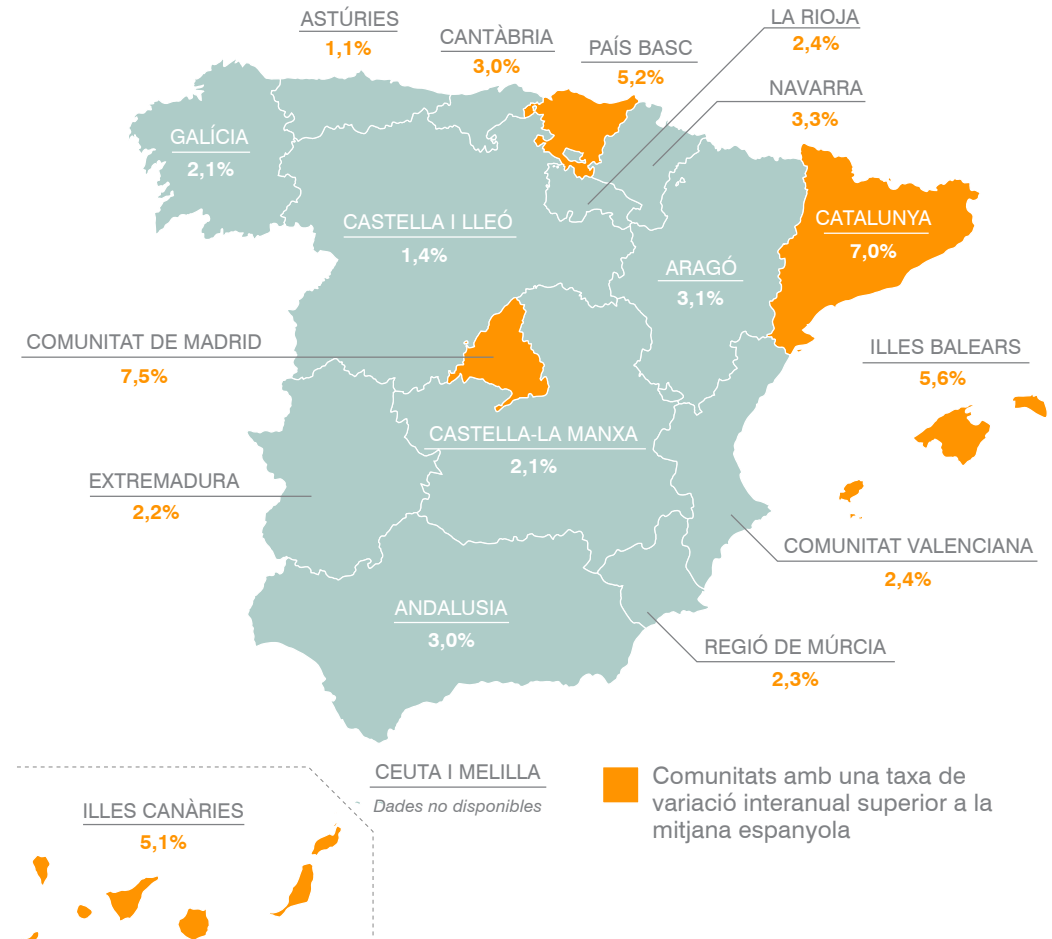 ASTÚRIES
1,1%
CANTÀBRIA
3,0%
PAÍS BASC
5,2%
LA RIOJA
2,4%
NAVARRA
3,3%
GALÍCIA
2,1%
CASTELLA I LLEÓ
1,4%
ARAGÓ
3,1%
CATALUNYA
7,0%
COMUNITAT DE MADRID
7,5%
ILLES BALEARS
5,6%
CASTELLA-LA MANXA
2,1%
EXTREMADURA
2,2%
COMUNITAT VALENCIANA
2,4%
ANDALUSIA
3,0%
REGIÓ DE MÚRCIA
2,3%
CEUTA I MELILLA
Dades no disponibles
ILLES CANÀRIES
5,1%
Comunitats amb una taxa de
variació interanual superior a la
mitjana espanyola